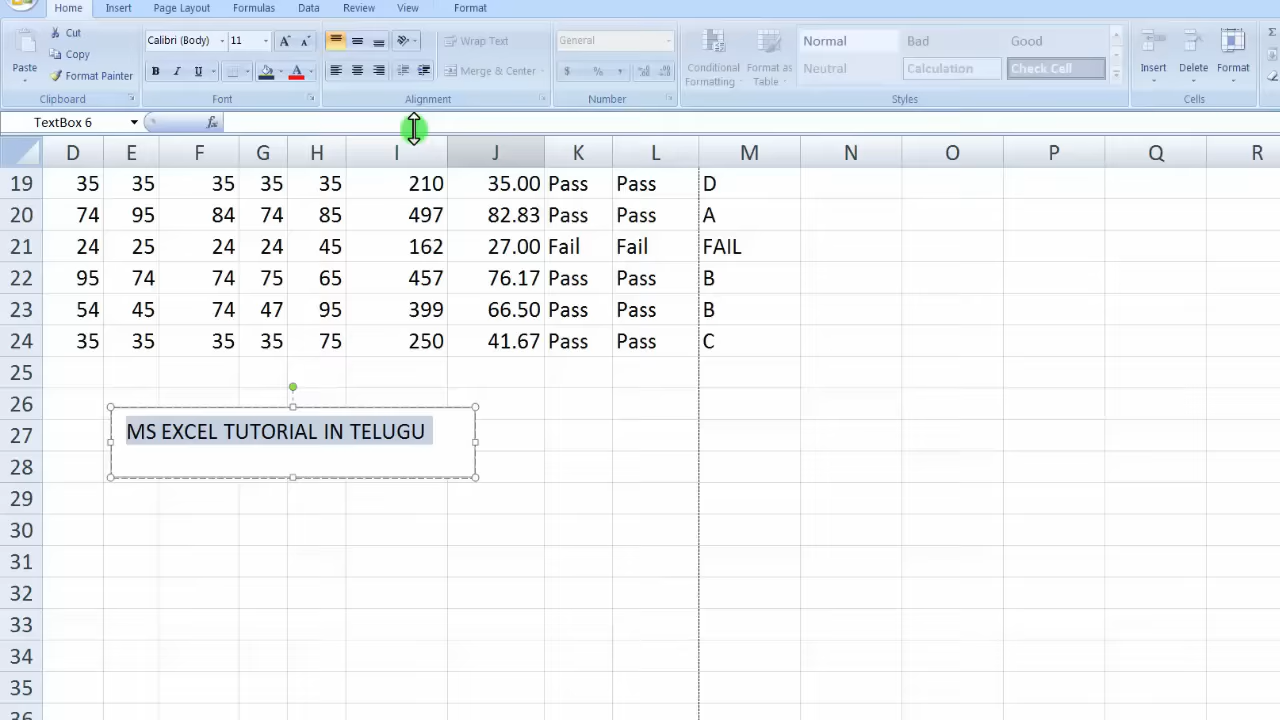 Home Insert Page Layout Formulas Data Review View Format
Cut
Copy
Format Painter
Paste
Clipboard
Calibri (Body) 11
B I U
A
Font
Wrap Text
Merge & Center
Alignment
General
$ % ,
Number
Conditional Formatting
Format as Table
Normal Bad Good
Neutral Calculation Check Cell
Styles
Insert Delete Format
Cells
TextBox 6 fx
D E F G H I J K L M N O P Q R
19 35 35 35 35 35 210 35.00 Pass Pass D
20 74 95 84 74 85 497 82.83 Pass Pass A
21 24 25 24 24 45 162 27.00 Fail Fail FAIL
22 95 74 74 75 65 457 76.17 Pass Pass B
23 54 45 74 47 95 399 66.50 Pass Pass B
24 35 35 35 35 75 250 41.67 Pass Pass C
25
26
27 MS EXCEL TUTORIAL IN TELUGU
28
29
30
31
32
33
34
35
36